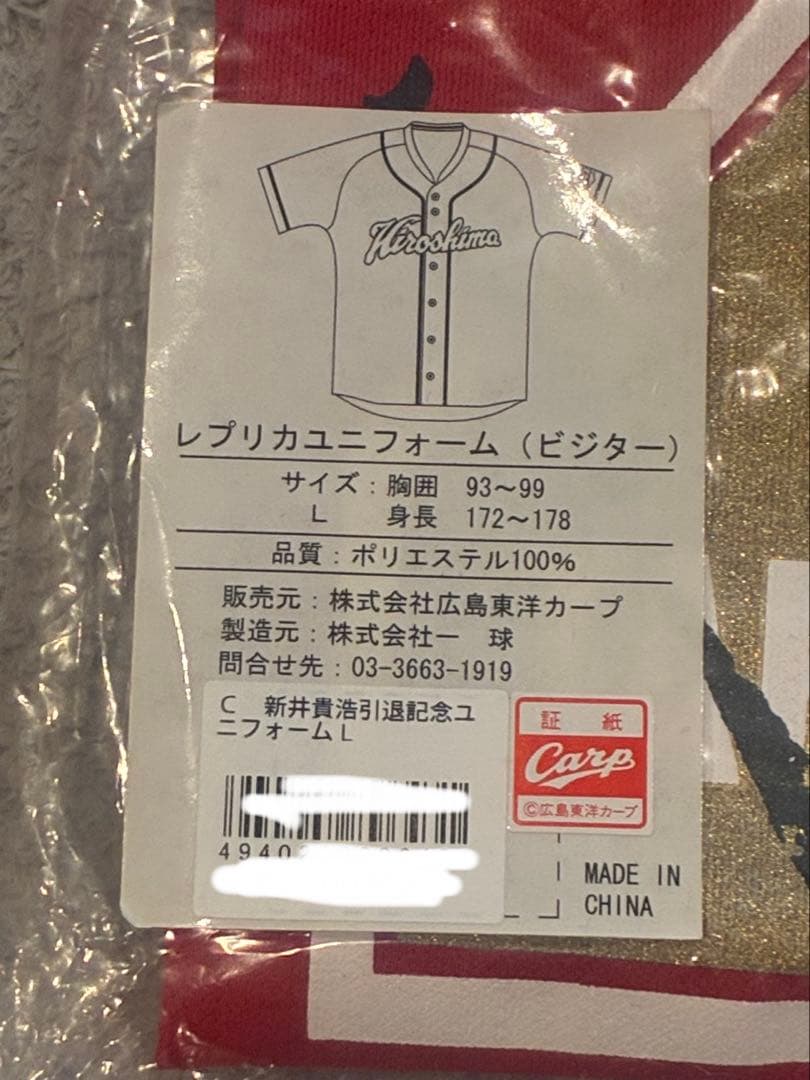 Hiroshima
レプリカユニフォーム（ビジター）
サイズ：胸囲 93～99
L 身長 172～178
品質：ポリエステル100%
販売元：株式会社広島東洋カープ
製造元：株式会社一 球
問合せ先：03-3663-1919
C 新井貴浩引退記念ユ
ニフォームL
4940
証 紙
Carp
©広島東洋カープ
MADE IN
CHINA